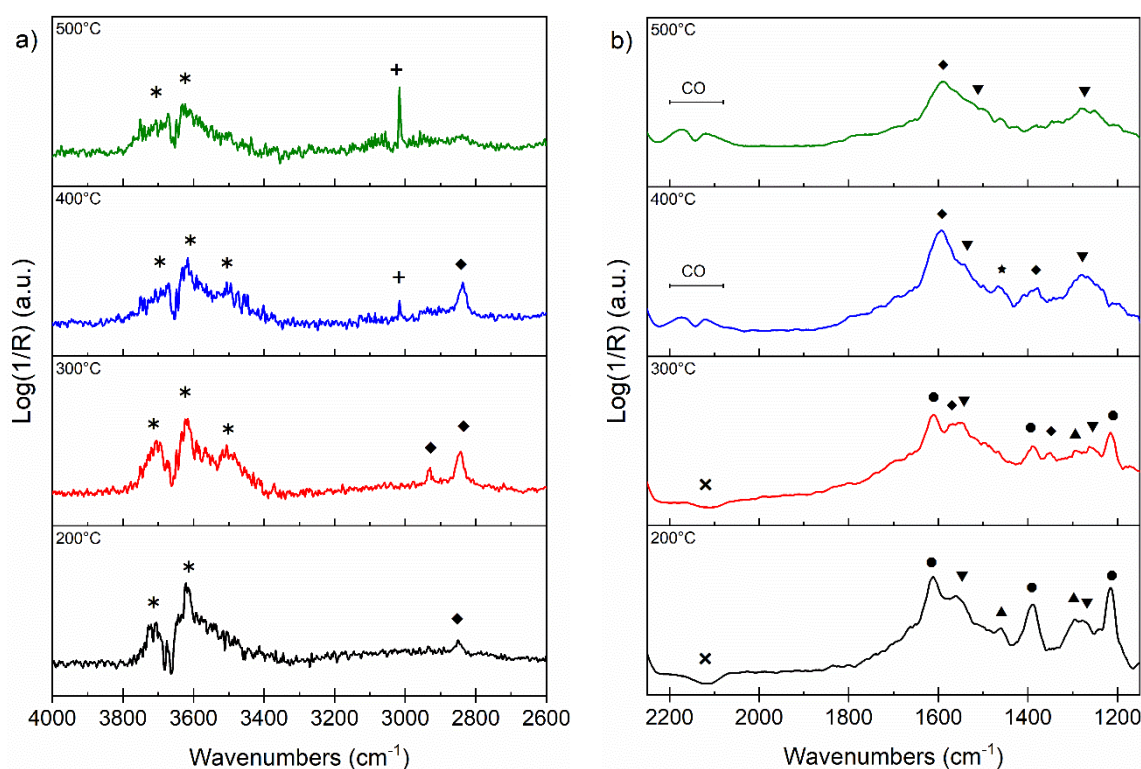 a)
500°C
+
* *
400°C
* * * + ◆
300°C
* * * ◆ ◆
200°C
* * ◆
4000 3800 3600 3400 3200 3000 2800 2600
Wavenumbers (cm⁻¹)
Log(1/R) (a.u.)
b)
500°C
CO
◆ ▼ ▼
400°C
CO
◆ ▼ ★ ◆ ▼
300°C
× ● ◆ ▼ ● ◆ ▲ ▼ ●
200°C
× ● ▼ ▲ ● ▲ ▼ ●
2200 2000 1800 1600 1400 1200
Wavenumbers (cm⁻¹)
Log(1/R) (a.u.)